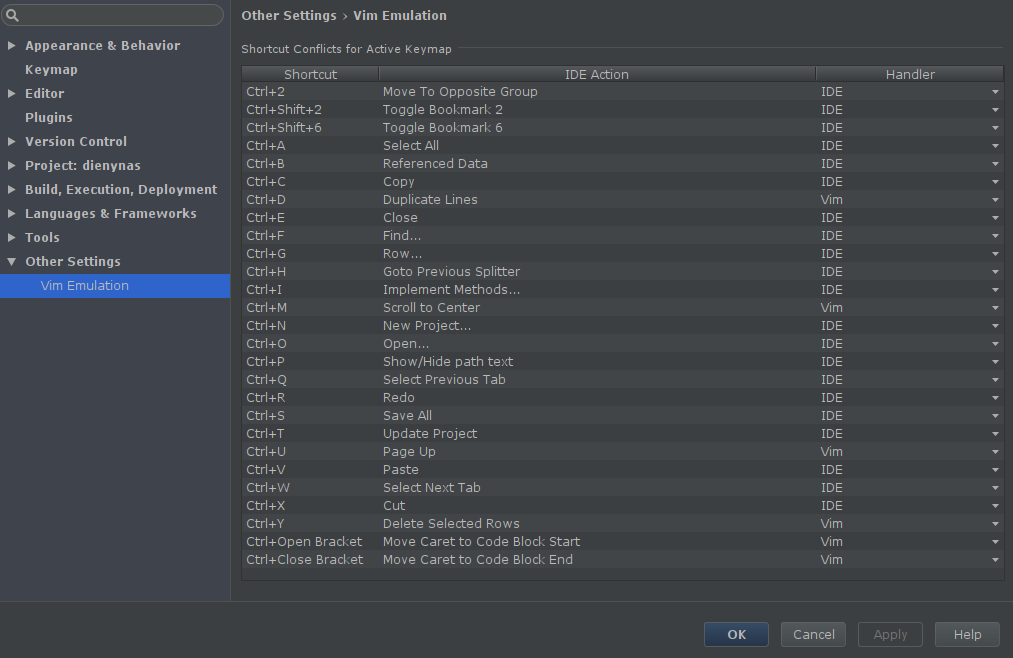 Other Settings › Vim Emulation
Appearance & Behavior
Keymap
Editor
Plugins
Version Control
Project: dienynas
Build, Execution, Deployment
Languages & Frameworks
Tools
Other Settings
Vim Emulation
Shortcut Conflicts for Active Keymap
Shortcut IDE Action Handler
Ctrl+2 Move To Opposite Group IDE
Ctrl+Shift+2 Toggle Bookmark 2 IDE
Ctrl+Shift+6 Toggle Bookmark 6 IDE
Ctrl+A Select All IDE
Ctrl+B Referenced Data IDE
Ctrl+C Copy IDE
Ctrl+D Duplicate Lines Vim
Ctrl+E Close IDE
Ctrl+F Find... IDE
Ctrl+G Row... IDE
Ctrl+H Goto Previous Splitter IDE
Ctrl+I Implement Methods... IDE
Ctrl+M Scroll to Center Vim
Ctrl+N New Project... IDE
Ctrl+O Open... IDE
Ctrl+P Show/Hide path text IDE
Ctrl+Q Select Previous Tab IDE
Ctrl+R Redo IDE
Ctrl+S Save All IDE
Ctrl+T Update Project IDE
Ctrl+U Page Up Vim
Ctrl+V Paste IDE
Ctrl+W Select Next Tab IDE
Ctrl+X Cut IDE
Ctrl+Y Delete Selected Rows Vim
Ctrl+Open Bracket Move Caret to Code Block Start Vim
Ctrl+Close Bracket Move Caret to Code Block End Vim
OK Cancel Apply Help